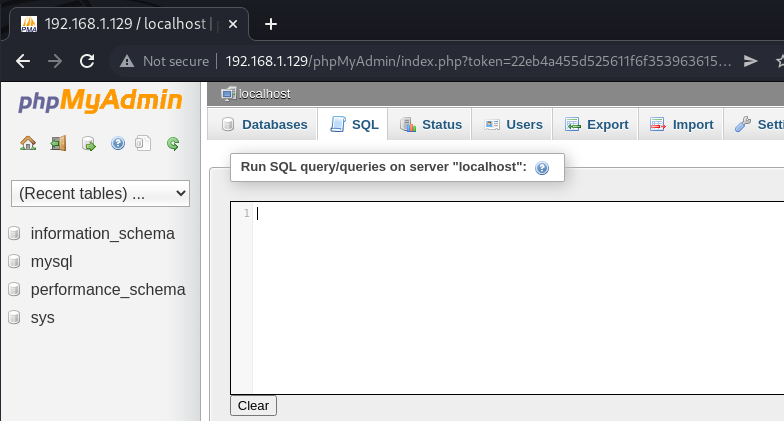 192.168.1.129 / localhost |
Not secure | 192.168.1.129/phpMyAdmin/index.php?token=22eb4a455d525611f6f353963615…
phpMyAdmin
localhost
Databases SQL Status Users Export Import Setti
Run SQL query/queries on server "localhost":
(Recent tables) ...
1
information_schema
mysql
performance_schema
sys
Clear